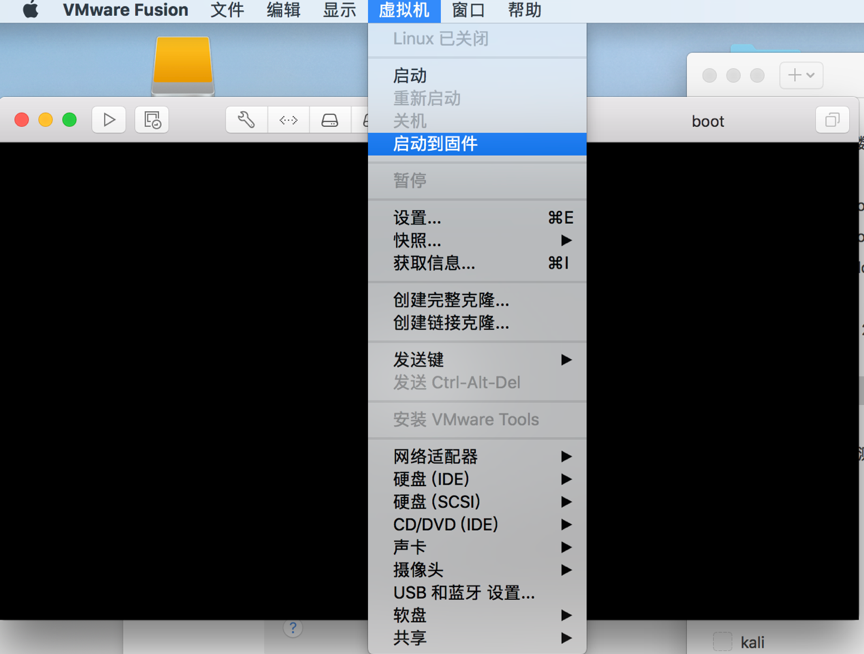 VMware Fusion 文件 编辑 显示 虚拟机 窗口 帮助
Linux 已关闭
启动
重新启动
关机
启动到固件
暂停
设置... ⌘E
快照...
获取信息... ⌘I
创建完整克隆...
创建链接克隆...
发送键
发送 Ctrl-Alt-Del
安装 VMware Tools
网络适配器
硬盘 (IDE)
硬盘 (SCSI)
CD/DVD (IDE)
声卡
摄像头
USB 和蓝牙 设置...
软盘
共享
boot
?
kali